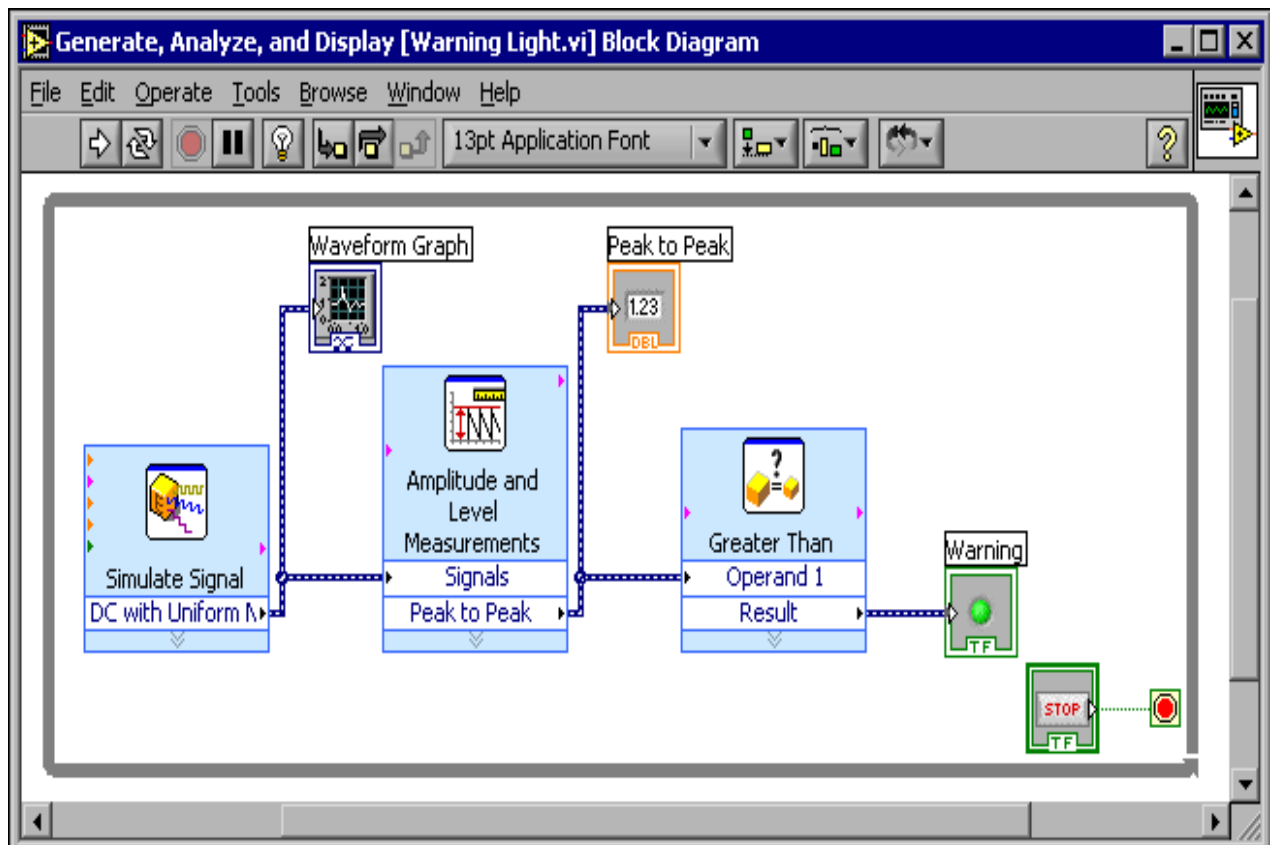 Generate, Analyze, and Display [Warning Light.vi] Block Diagram
File Edit Operate Tools Browse Window Help
13pt Application Font
?
Waveform Graph
Peak to Peak
1.23
DBL
Amplitude and
Level
Measurements
Signals
Peak to Peak
Simulate Signal
DC with Uniform
?
=
Greater Than
Operand 1
Result
Warning
TF
STOP
TF